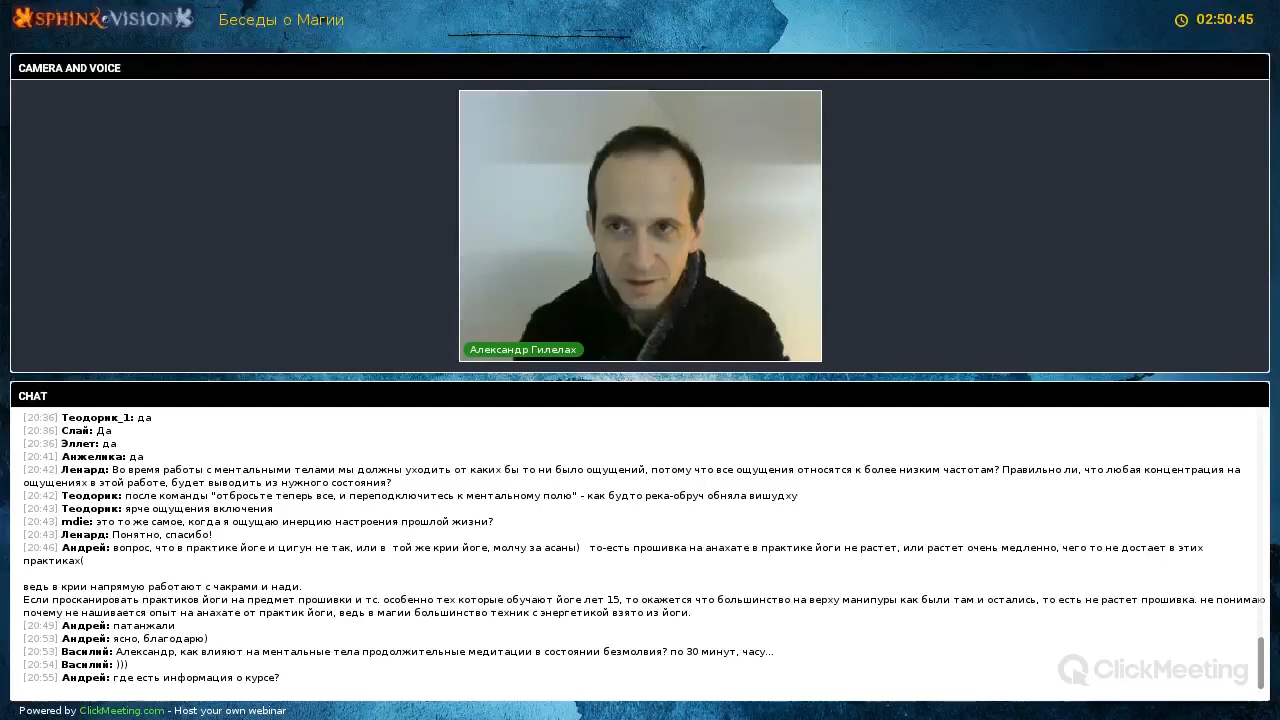 SPHINX VISION Беседы о Магии 02:50:45
CAMERA AND VOICE
Александр Гилелах
CHAT
[20:36] Теодорик_1: да
[20:36] Слай: Да
[20:36] Эллет: да
[20:41] Анжелика: да
[20:42] Ленард: Во время работы с ментальными телами мы должны уходить от каких бы то ни было ощущений, потому что все ощущения относятся к более низким частотам? Правильно ли, что любая концентрация на
ощущениях в этой работе, будет выводить из нужного состояния?
[20:42] Теодорик: после команды "отбросьте теперь все, и переподключитесь к ментальному полю" - как будто река-обруч обняла вишудху
[20:43] Теодорик: ярче ощущения включения
[20:43] mdie: это то же самое, когда я ощущаю инерцию настроения прошлой жизни?
[20:43] Ленард: Понятно, спасибо!
[20:46] Андрей: вопрос, что в практике йоге и цигун не так, или в той же крии йоге, молчу за асаны) то-есть прошивка на анахате в практике йоги не растет, или растет очень медленно, чего то не достает в этих
практиках(
ведь в крии напрямую работают с чакрами и нади.
Если просканировать практиков йоги на предмет прошивки и тс. особенно тех которые обучают йоге лет 15, то окажется что большинство на верху манипуры как были там и остались, то есть не растет прошивка. не понимаю
почему не нашивается опыт на анахате от практик йоги, ведь в магии большинство техник с энергетикой взято из йоги.
[20:49] Андрей: патанжали
[20:53] Андрей: ясно, благодарю)
[20:53] Василий: Александр, как влияют на ментальные тела продолжительные медитации в состоянии безмолвия? по 30 минут, часу...
[20:54] Василий: )))
[20:55] Андрей: где есть информация о курсе?
ClickMeeting
Powered by ClickMeeting.com - Host your own webinar